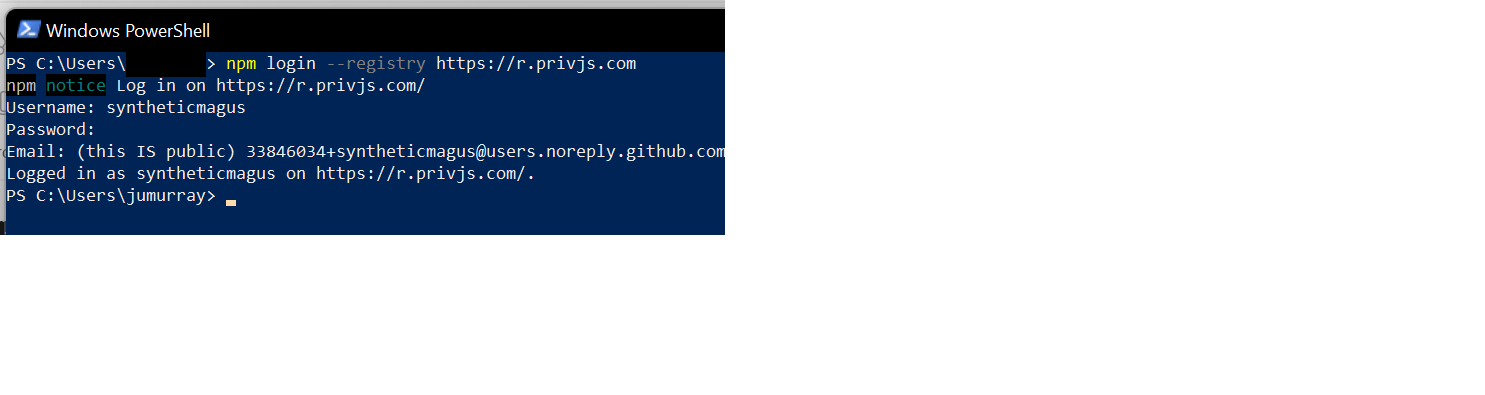 Windows PowerShell
PS C:\Users\ > npm login --registry https://r.privjs.com
npm notice Log in on https://r.privjs.com/
Username: syntheticmagus
Password:
Email: (this IS public) 33846034+syntheticmagus@users.noreply.github.com
Logged in as syntheticmagus on https://r.privjs.com/.
PS C:\Users\jumurray>